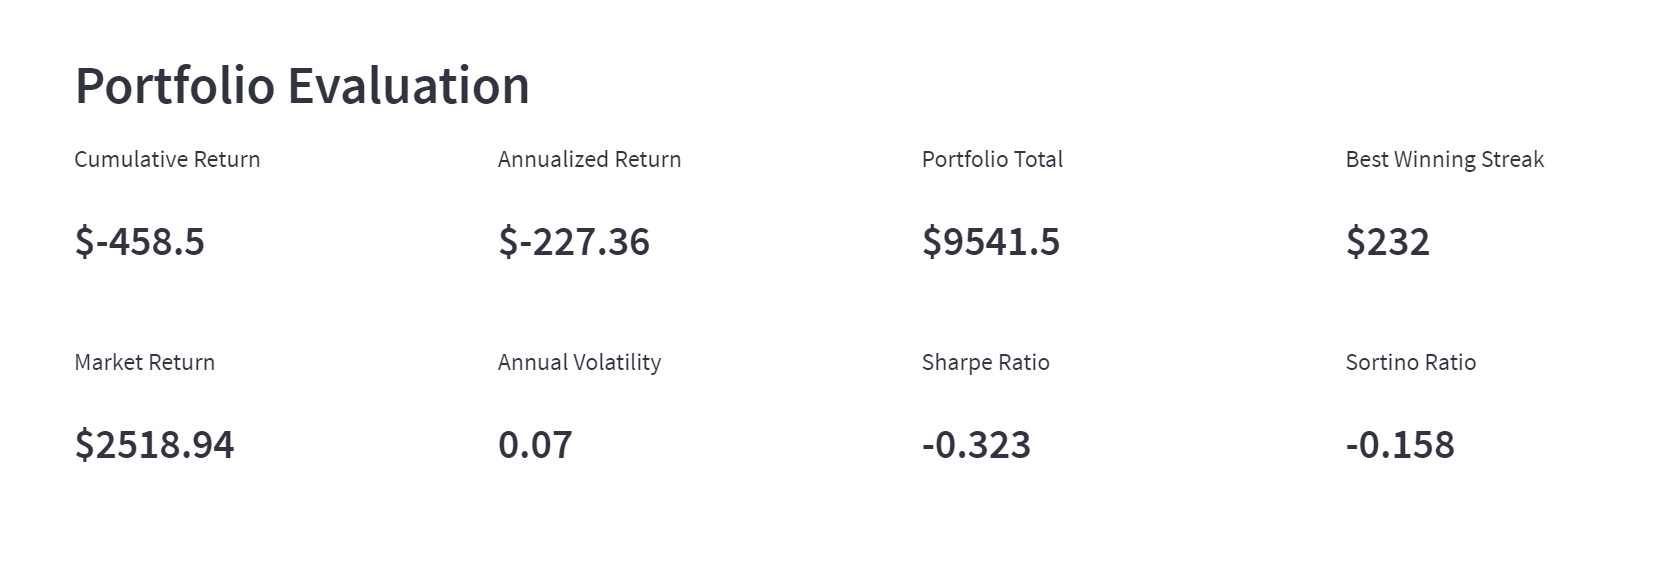 Portfolio Evaluation
Cumulative Return
Annualized Return
Portfolio Total
Best Winning Streak
$-458.5
$-227.36
$9541.5
$232
Market Return
Annual Volatility
Sharpe Ratio
Sortino Ratio
$2518.94
0.07
-0.323
-0.158